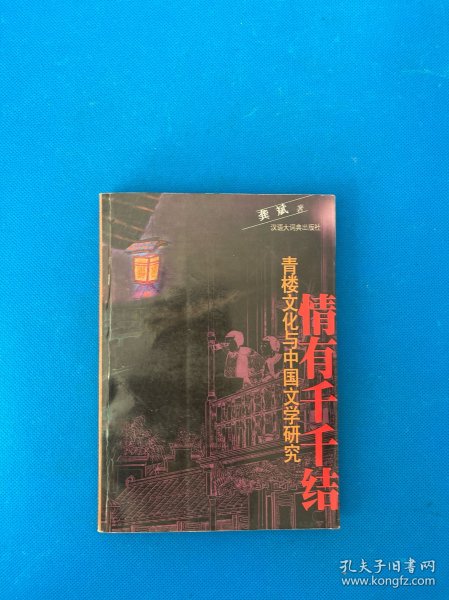 龚斌 著
汉语大词典出版社
情有千千结
青楼文化与中国文学研究
孔夫子旧书网
www.kongfz.com